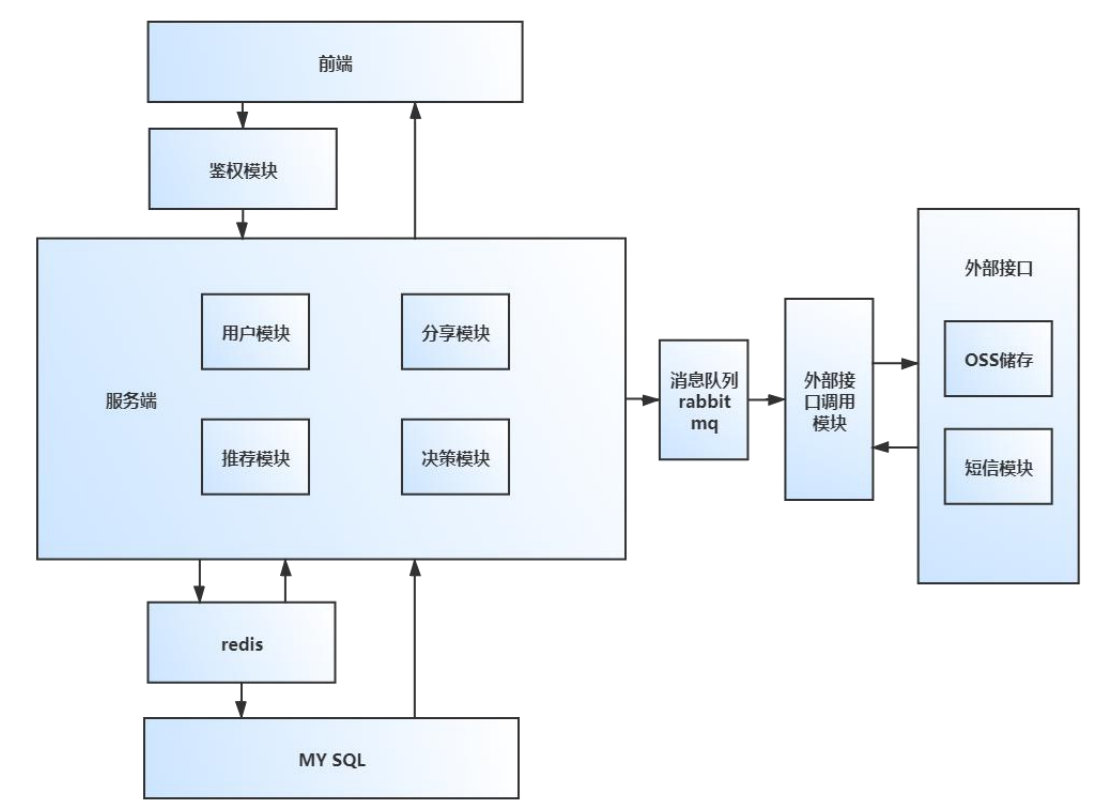 前端
鉴权模块
服务端
用户模块
分享模块
推荐模块
决策模块
消息队列
rabbit
mq
外部接
口调用
模块
外部接口
OSS储存
短信模块
redis
MY SQL